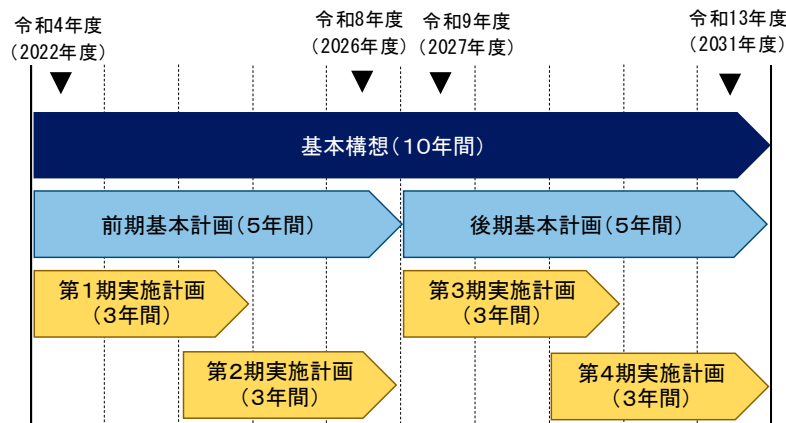 令和4年度
(2022年度)
令和8年度
(2026年度)
令和9年度
(2027年度)
令和13年度
(2031年度)
基本構想(10年間)
前期基本計画(5年間)
後期基本計画(5年間)
第1期実施計画
(3年間)
第3期実施計画
(3年間)
第2期実施計画
(3年間)
第4期実施計画
(3年間)